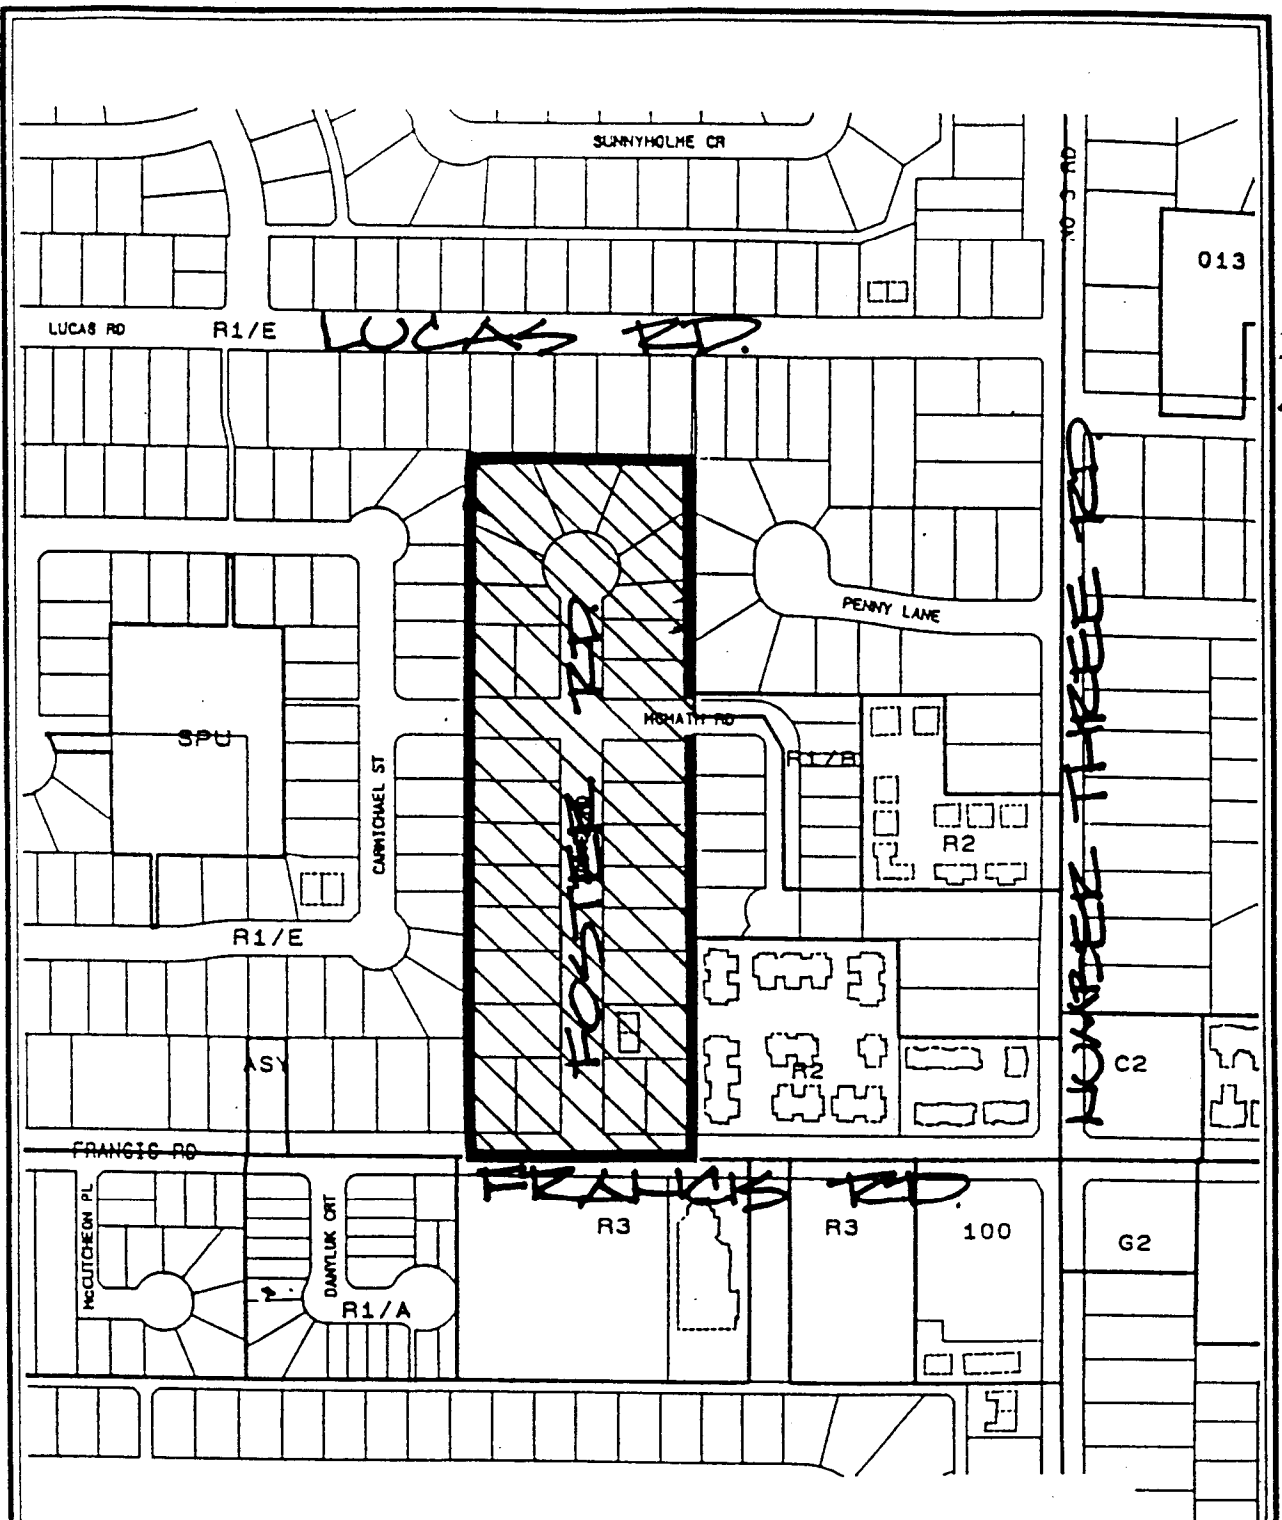 SUNNYHOLME CR
NO 3 RD
013
LUCAS RD
R1/E
LUCAS RD.
NUMBER THREE RD.
PENNY LANE
MCMATH RD
RD
SPU
R1/B
CARMICHAEL ST
R2
FOSTER
R1/E
ASY
R2
C2
FRANCIS RD
FRANCIS RD.
MCCUTCHEON PL
DANYLUK CRT
R3
R3
100
G2
R1/A